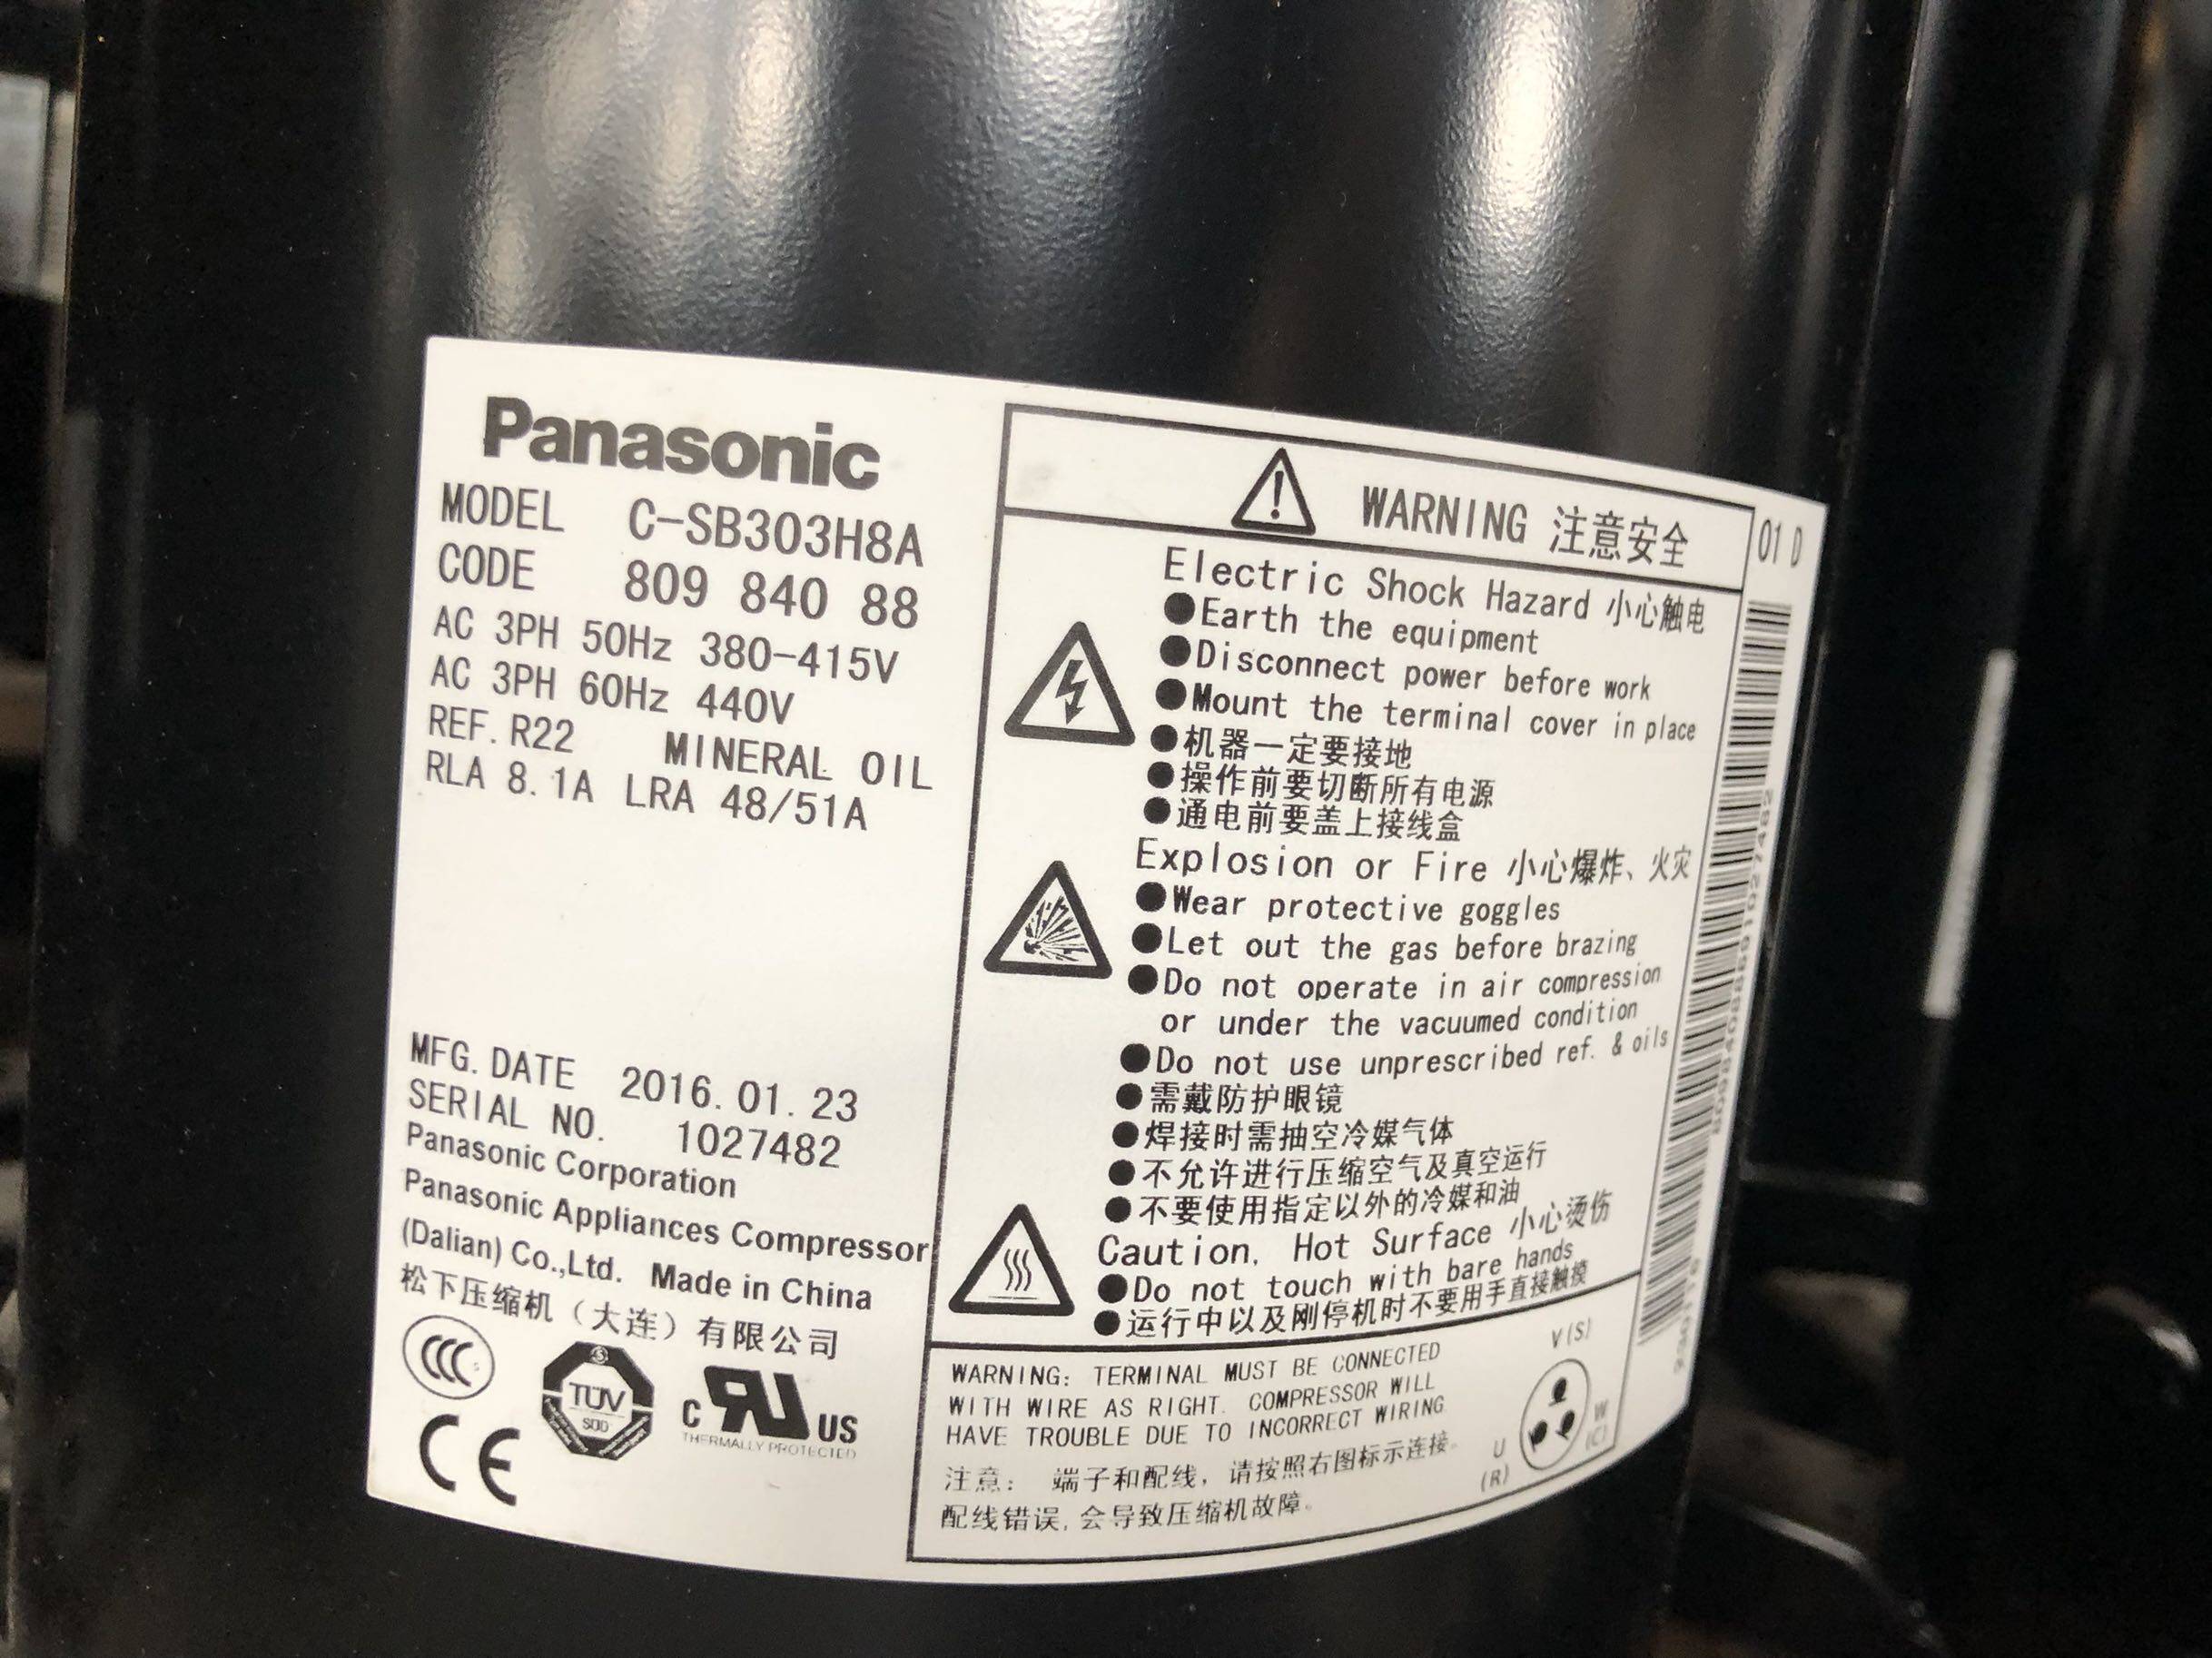 Panasonic
MODEL C-SB303H8A
CODE 809 840 88
AC 3PH 50Hz 380-415V
AC 3PH 60Hz 440V
REF. R22 MINERAL OIL
RLA 8.1A LRA 48/51A
MFG. DATE 2016.01.23
SERIAL NO. 1027482
Panasonic Corporation
Panasonic Appliances Compressor
(Dalian) Co.,Ltd. Made in China
松下压缩机（大连）有限公司
CCC S
TÜV
SÜD
CE
C RU US
THERMALLY PROTECTED
WARNING 注意安全
Electric Shock Hazard 小心触电
●Earth the equipment
●Disconnect power before work
●Mount the terminal cover in place
●机器一定要接地
●操作前要切断所有电源
●通电前要盖上接线盒
Explosion or Fire 小心爆炸、火灾
●Wear protective goggles
●Let out the gas before brazing
●Do not operate in air compression
or under the vacuumed condition
●Do not use unprescribed ref. & oils
●需戴防护眼镜
●焊接时需抽空冷媒气体
●不允许进行压缩空气及真空运行
●不要使用指定以外的冷媒和油
Caution, Hot Surface 小心烫伤
●Do not touch with bare hands
●运行中以及刚停机时不要用手直接触摸
WARNING: TERMINAL MUST BE CONNECTED
WITH WIRE AS RIGHT. COMPRESSOR WILL
HAVE TROUBLE DUE TO INCORRECT WIRING.
注意： 端子和配线，请按照右图标示连接。
配线错误,会导致压缩机故障。
V(S)
U
(R)
W
(C)
01 D